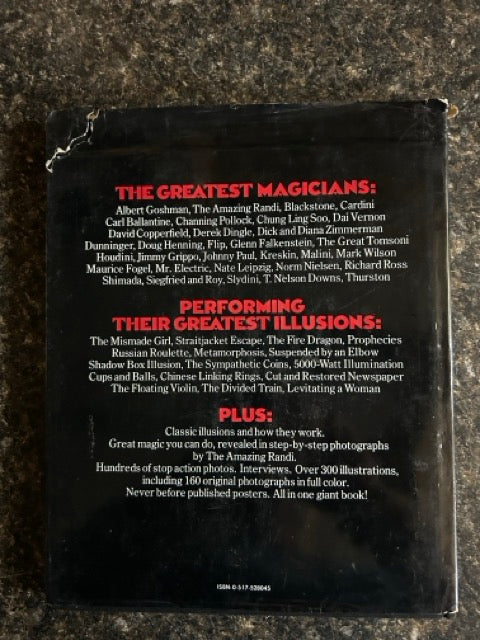 THE GREATEST MAGICIANS:
Albert Goshman, The Amazing Randi, Blackstone, Cardini
Carl Ballantine, Channing Pollock, Chung Ling Soo, Dai Vernon
David Copperfield, Derek Dingle, Dick and Diana Zimmerman
Dunninger, Doug Henning, Flip, Glenn Falkenstein, The Great Tomsoni
Houdini, Jimmy Grippo, Johnny Paul, Kreskin, Malini, Mark Wilson
Maurice Fogel, Mr. Electric, Nate Leipzig, Norm Nielsen, Richard Ross
Shimada, Siegfried and Roy, Slydini, T. Nelson Downs, Thurston
PERFORMING
THEIR GREATEST ILLUSIONS:
The Mismade Girl, Straitjacket Escape, The Fire Dragon, Prophecies
Russian Roulette, Metamorphosis, Suspended by an Elbow
Shadow Box Illusion, The Sympathetic Coins, 5000-Watt Illumination
Cups and Balls, Chinese Linking Rings, Cut and Restored Newspaper
The Floating Violin, The Divided Train, Levitating a Woman
PLUS:
Classic illusions and how they work.
Great magic you can do, revealed in step-by-step photographs
by The Amazing Randi.
Hundreds of stop action photos. Interviews. Over 300 illustrations,
including 160 original photographs in full color.
Never before published posters. All in one giant book!
ISBN 0-517-528045